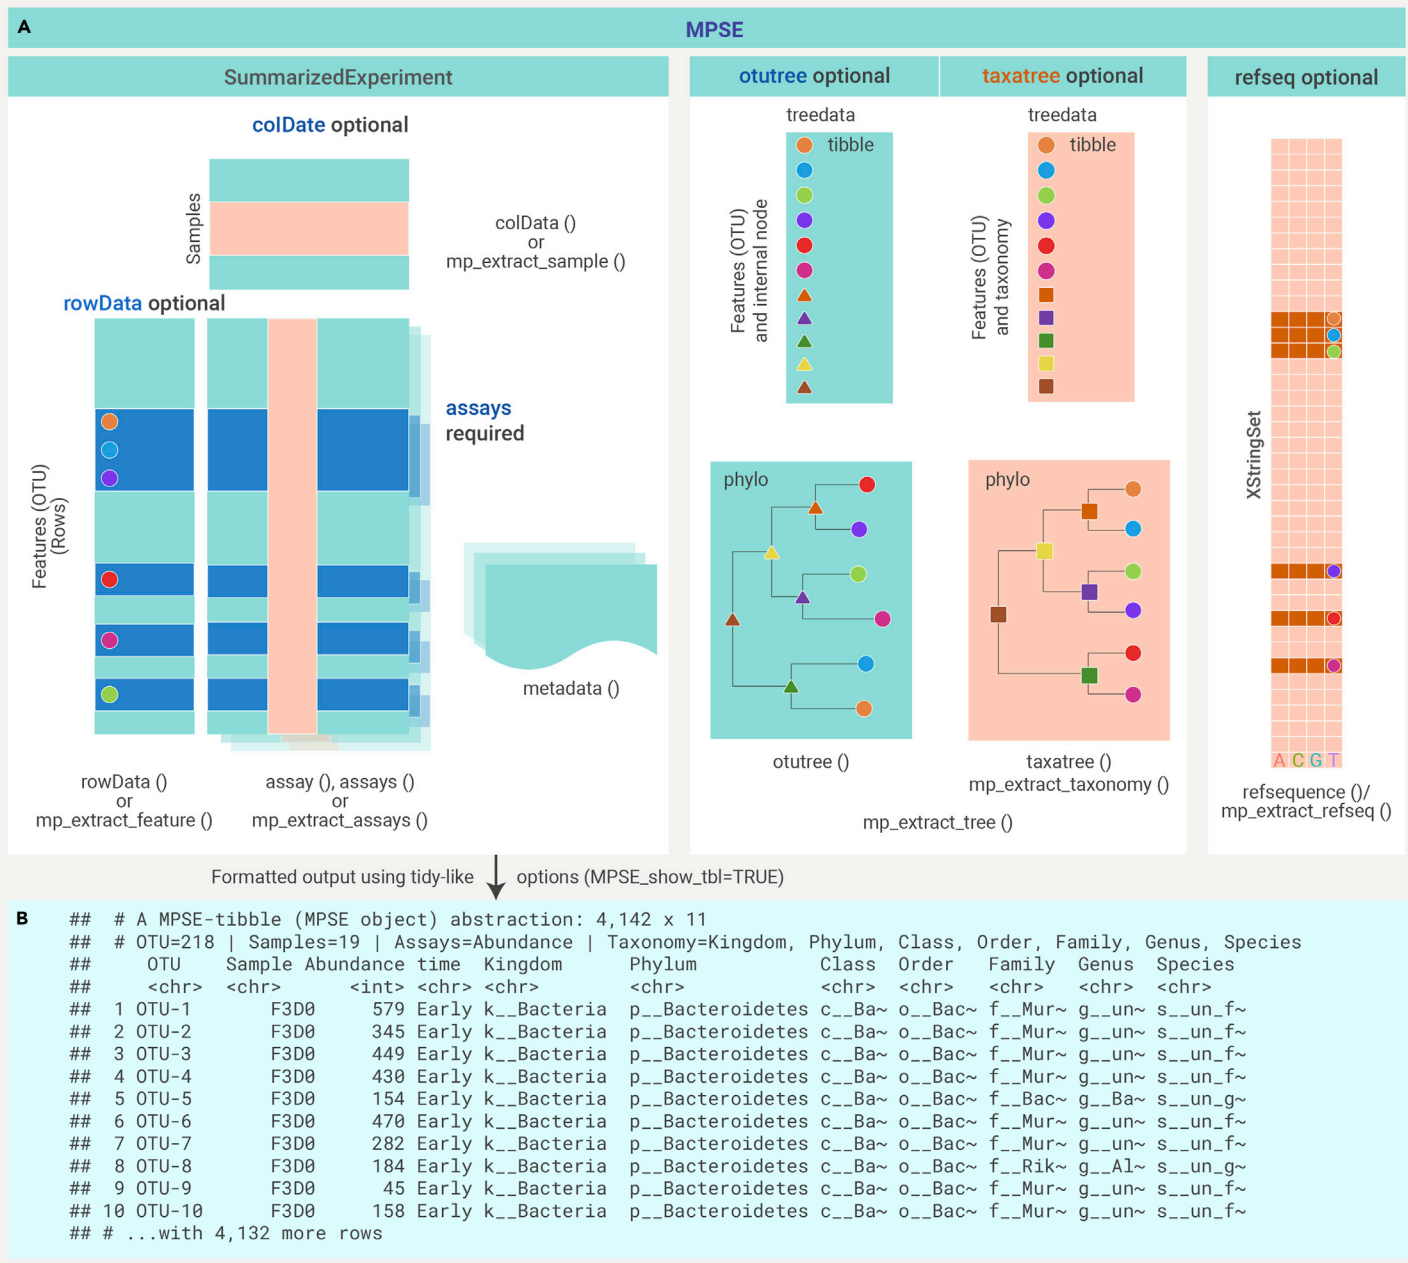 A
MPSE
SummarizedExperiment
colDate optional
Samples
colData ()
or
mp_extract_sample ()
rowData optional
Features (OTU)
(Rows)
assays
required
metadata ()
rowData ()
or
mp_extract_feature ()
assay (), assays ()
or
mp_extract_assays ()
otutree optional
treedata
tibble
Features (OTU)
and internal node
phylo
otutree ()
taxatree optional
treedata
tibble
Features (OTU)
and taxonomy
phylo
taxatree ()
mp_extract_taxonomy ()
mp_extract_tree ()
refseq optional
XStringSet
A C G T
refsequence ()/
mp_extract_refseq ()
Formatted output using tidy-like options (MPSE_show_tbl=TRUE)
B
## # A MPSE-tibble (MPSE object) abstraction: 4,142 x 11
## # OTU=218 | Samples=19 | Assays=Abundance | Taxonomy=Kingdom, Phylum, Class, Order, Family, Genus, Species
## OTU Sample Abundance time Kingdom Phylum Class Order Family Genus Species
## <chr> <chr> <int> <chr> <chr> <chr> <chr> <chr> <chr> <chr> <chr>
## 1 OTU-1 F3D0 579 Early k__Bacteria p__Bacteroidetes c__Ba~ o__Bac~ f__Mur~ g__un~ s__un_f~
## 2 OTU-2 F3D0 345 Early k__Bacteria p__Bacteroidetes c__Ba~ o__Bac~ f__Mur~ g__un~ s__un_f~
## 3 OTU-3 F3D0 449 Early k__Bacteria p__Bacteroidetes c__Ba~ o__Bac~ f__Mur~ g__un~ s__un_f~
## 4 OTU-4 F3D0 430 Early k__Bacteria p__Bacteroidetes c__Ba~ o__Bac~ f__Mur~ g__un~ s__un_f~
## 5 OTU-5 F3D0 154 Early k__Bacteria p__Bacteroidetes c__Ba~ o__Bac~ f__Bac~ g__Ba~ s__un_g~
## 6 OTU-6 F3D0 470 Early k__Bacteria p__Bacteroidetes c__Ba~ o__Bac~ f__Mur~ g__un~ s__un_f~
## 7 OTU-7 F3D0 282 Early k__Bacteria p__Bacteroidetes c__Ba~ o__Bac~ f__Mur~ g__un~ s__un_f~
## 8 OTU-8 F3D0 184 Early k__Bacteria p__Bacteroidetes c__Ba~ o__Bac~ f__Rik~ g__Al~ s__un_g~
## 9 OTU-9 F3D0 45 Early k__Bacteria p__Bacteroidetes c__Ba~ o__Bac~ f__Mur~ g__un~ s__un_f~
## 10 OTU-10 F3D0 158 Early k__Bacteria p__Bacteroidetes c__Ba~ o__Bac~ f__Mur~ g__un~ s__un_f~
## # ...with 4,132 more rows